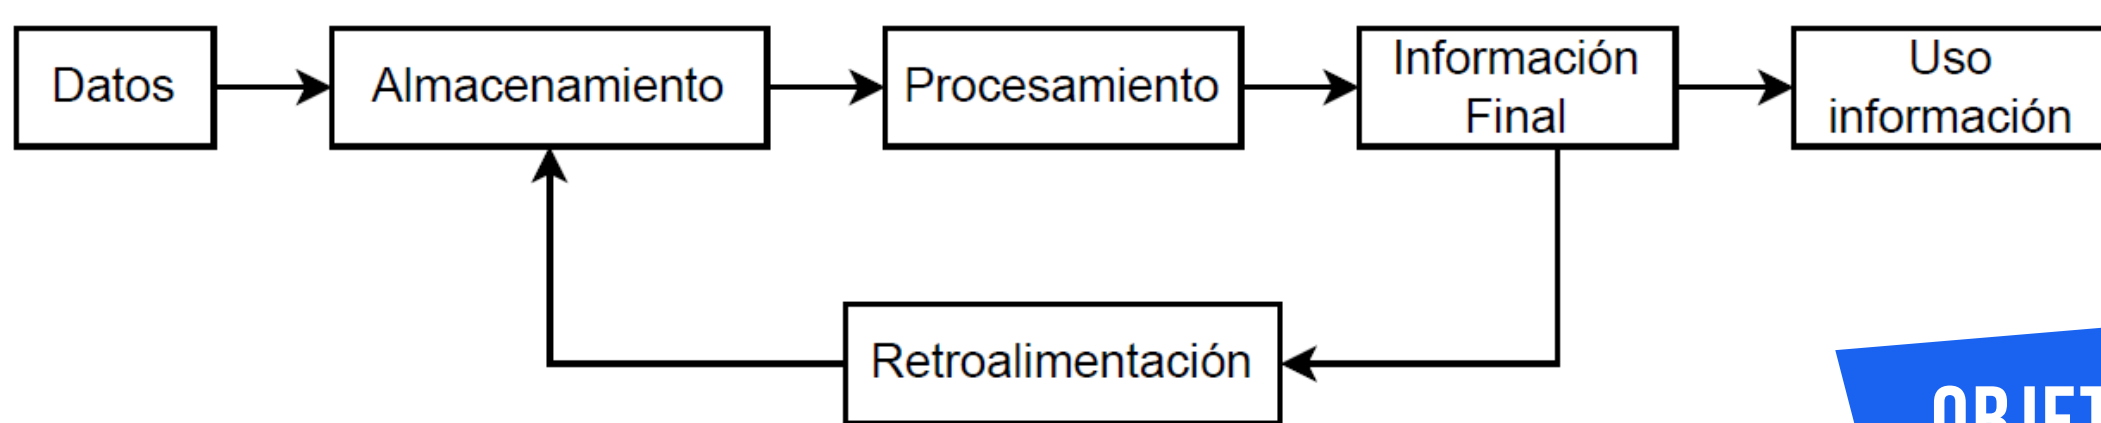 Datos
Almacenamiento
Procesamiento
Información
Final
Uso
información
Retroalimentación